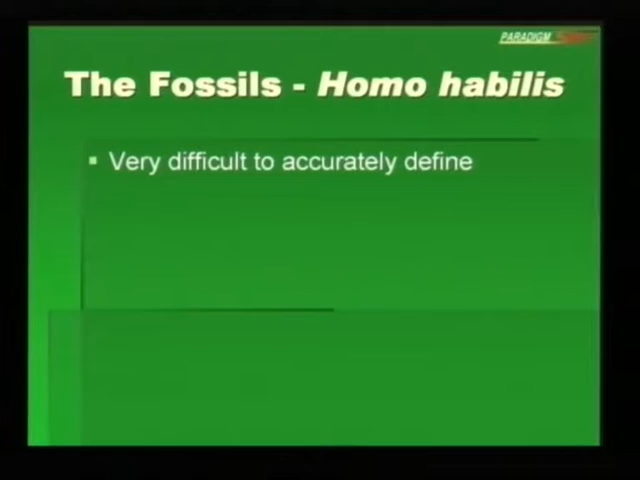 PARADIGM
The Fossils - Homo habilis
▪ Very difficult to accurately define